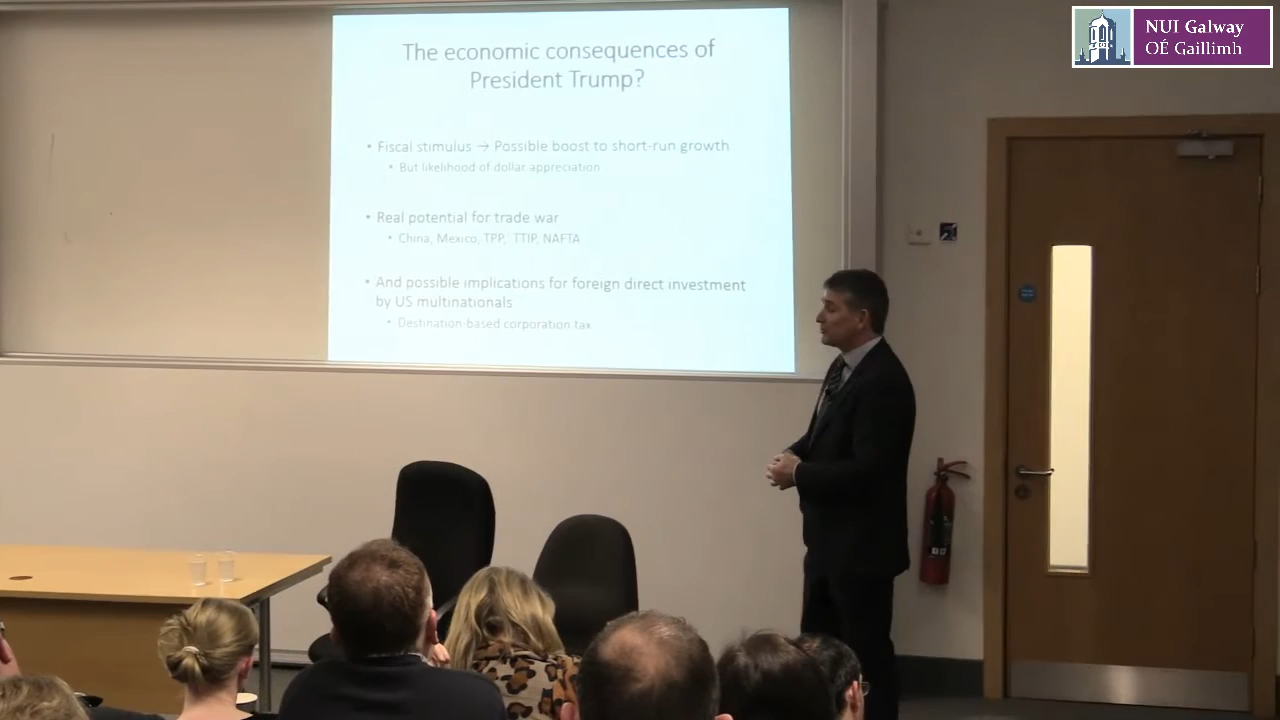 NUI Galway
OÉ Gaillimh
The economic consequences of
President Trump?
• Fiscal stimulus → Possible boost to short-run growth
• But likelihood of dollar appreciation
• Real potential for trade war
• China, Mexico, TPP, TTIP, NAFTA
• And possible implications for foreign direct investment
by US multinationals
• Destination-based corporation tax